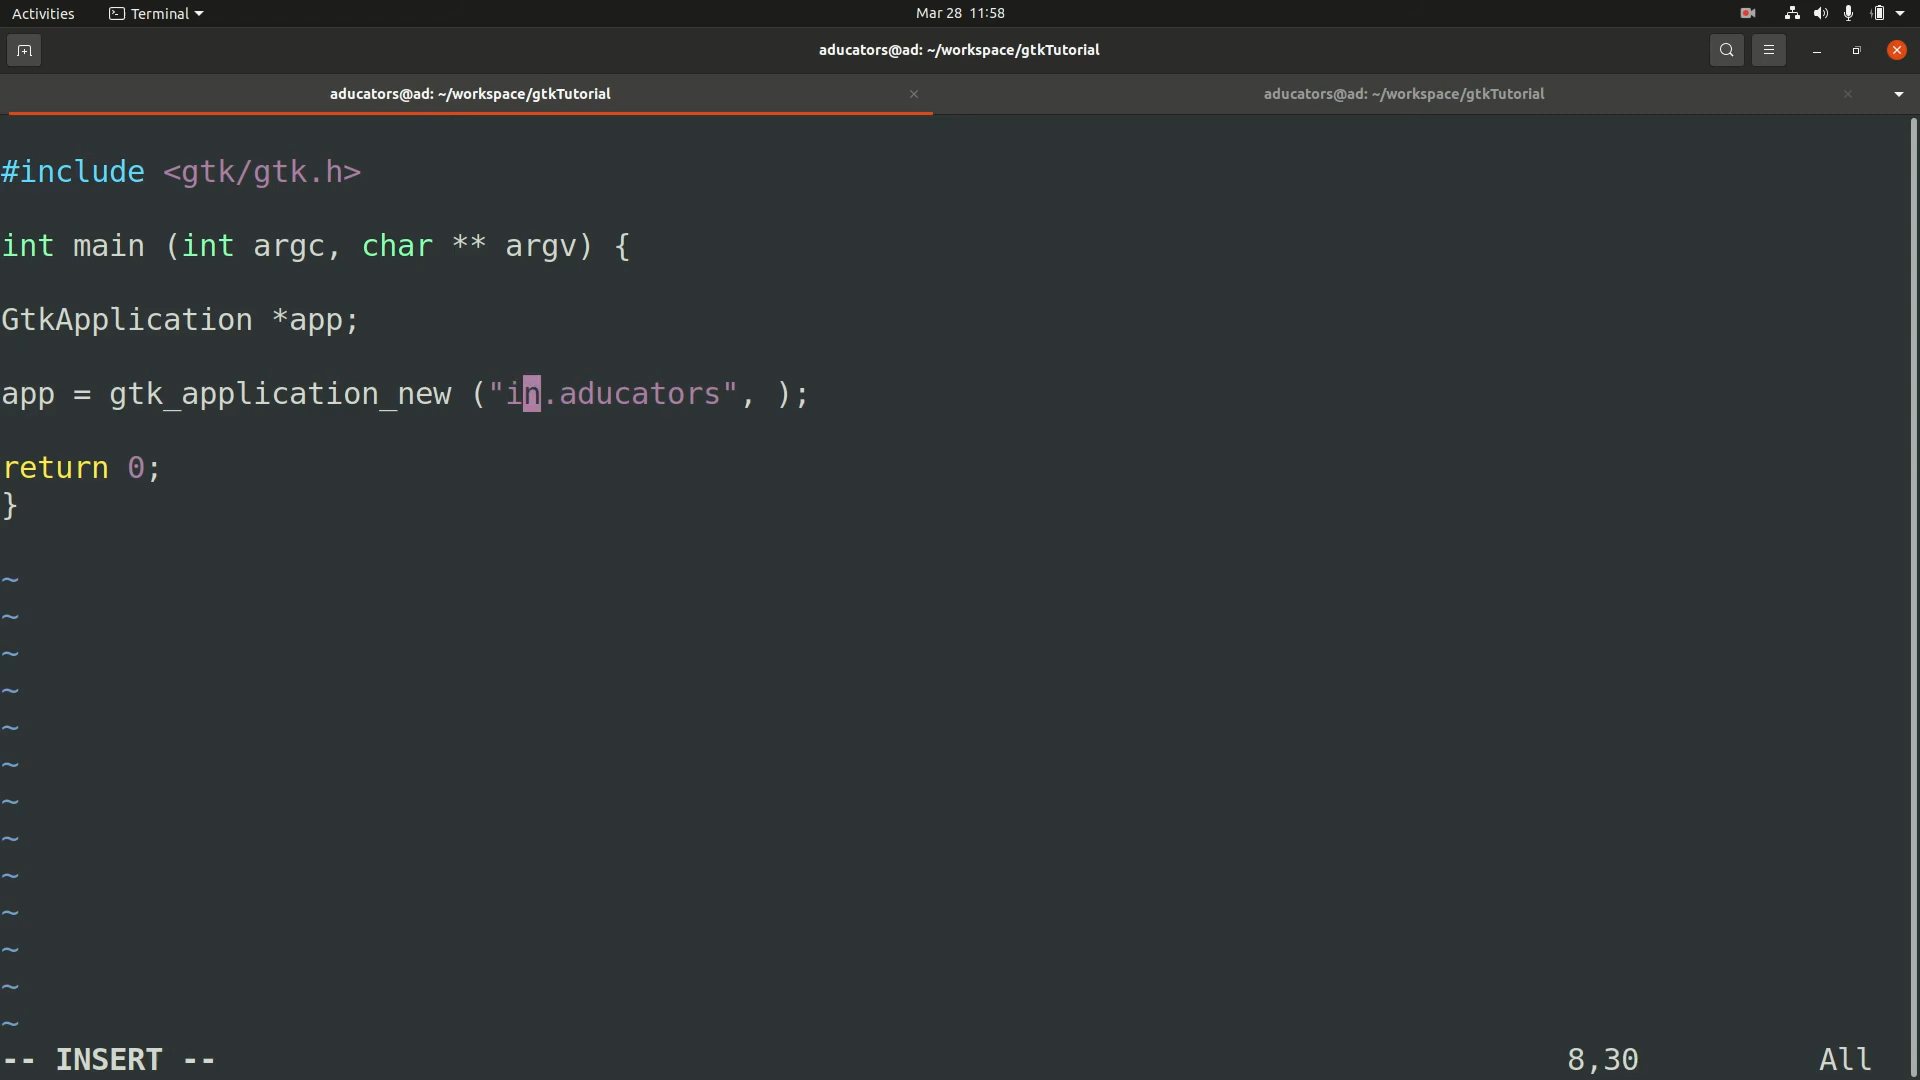 Activities Terminal Mar 28 11:58
aducators@ad: ~/workspace/gtkTutorial
aducators@ad: ~/workspace/gtkTutorial aducators@ad: ~/workspace/gtkTutorial
#include <gtk/gtk.h>
int main (int argc, char ** argv) {
GtkApplication *app;
app = gtk_application_new ("in.aducators", );
return 0;
}
~
~
~
~
~
~
~
~
~
~
~
~
~
-- INSERT -- 8,30 All